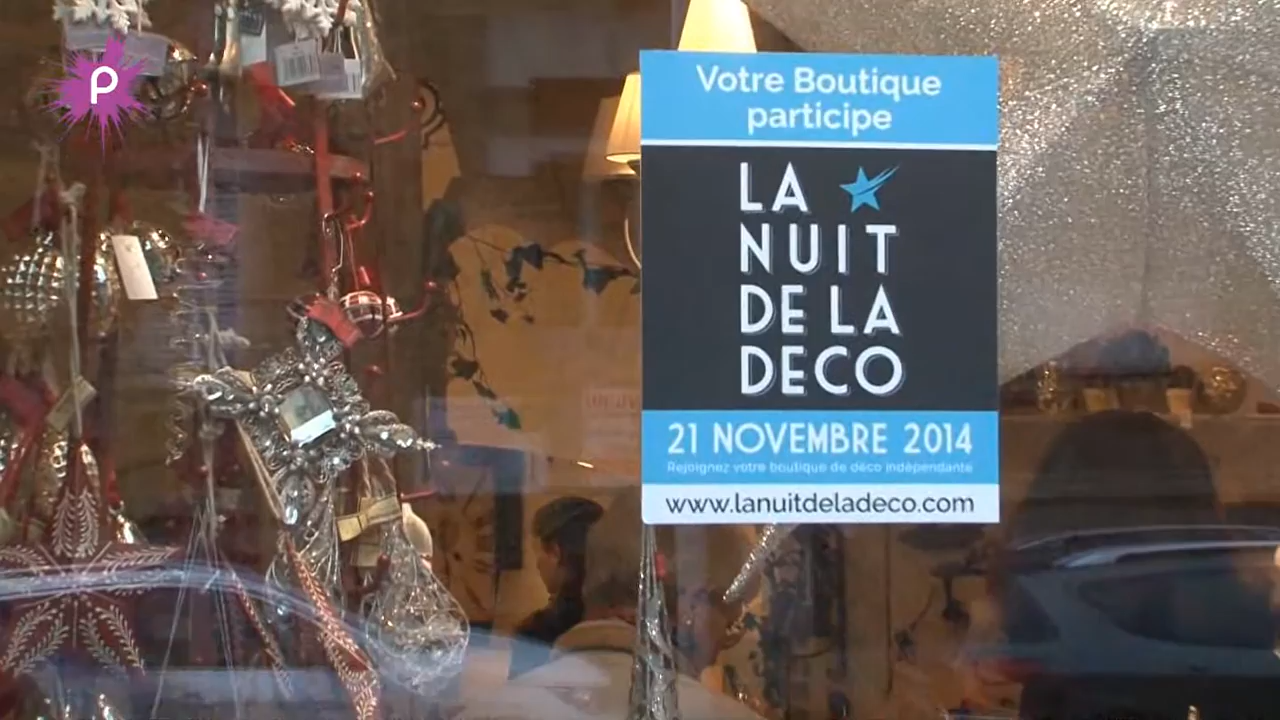 P
Votre Boutique
participe
LA
NUIT
DE LA
DECO
21 NOVEMBRE 2014
Rejoignez votre boutique de déco indépendante
www.lanuitdeladeco.com